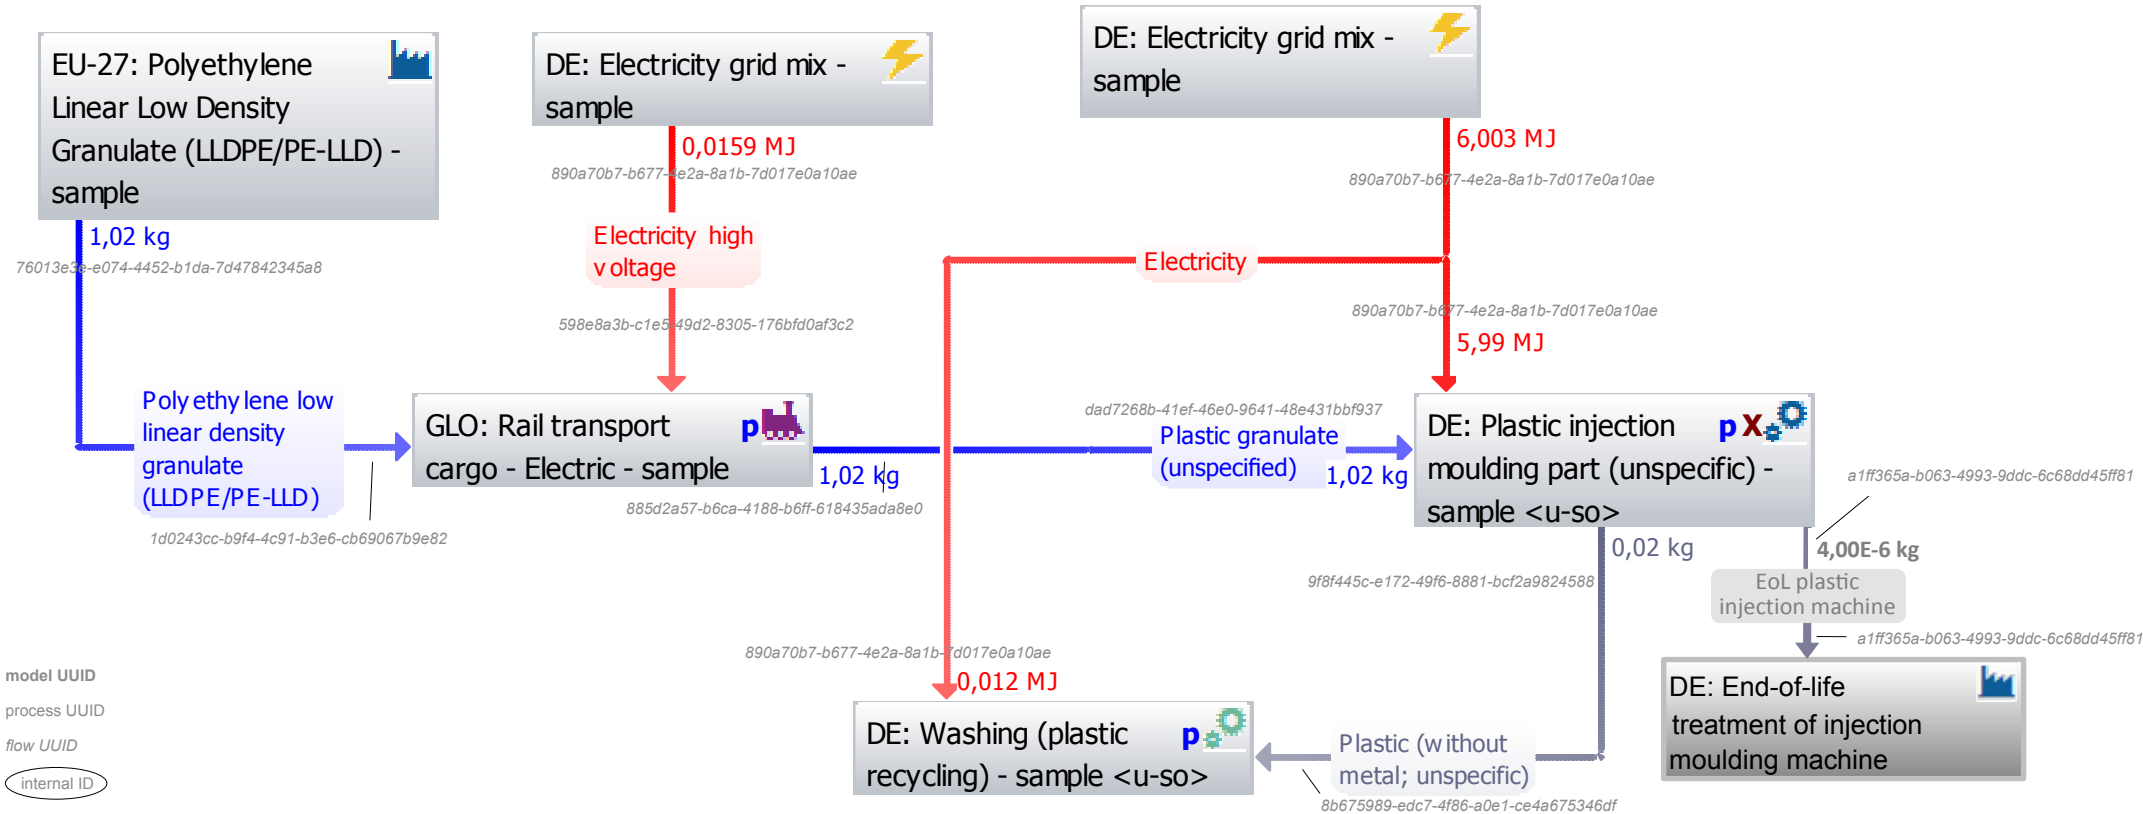 EU-27: Polyethylene
Linear Low Density
Granulate (LLDPE/PE-LLD) -
sample
DE: Electricity grid mix -
sample
DE: Electricity grid mix -
sample
1,02 kg
76013e3e-e074-4452-b1da-7d47842345a8
0,0159 MJ
890a70b7-b677-4e2a-8a1b-7d017e0a10ae
6,003 MJ
890a70b7-b677-4e2a-8a1b-7d017e0a10ae
Electricity high
voltage
Electricity
598e8a3b-c1e5-49d2-8305-176bfd0af3c2
890a70b7-b677-4e2a-8a1b-7d017e0a10ae
5,99 MJ
Polyethylene low
linear density
granulate
(LLDPE/PE-LLD)
1d0243cc-b9f4-4c91-b3e6-cb69067b9e82
GLO: Rail transport
cargo - Electric - sample
p
1,02 kg
885d2a57-b6ca-4188-b6ff-618435ada8e0
dad7268b-41ef-46e0-9641-48e431bbf937
Plastic granulate
(unspecified)
1,02 kg
DE: Plastic injection
moulding part (unspecific) -
sample <u-so>
p X
a1ff365a-b063-4993-9ddc-6c68dd45ff81
0,02 kg
4,00E-6 kg
9f8f445c-e172-49f6-8881-bcf2a9824588
EoL plastic
injection machine
a1ff365a-b063-4993-9ddc-6c68dd45ff81
890a70b7-b677-4e2a-8a1b-7d017e0a10ae
0,012 MJ
DE: Washing (plastic
recycling) - sample <u-so>
p
Plastic (without
metal; unspecific)
8b675989-edc7-4f86-a0e1-ce4a675346df
DE: End-of-life
treatment of injection
moulding machine
model UUID
process UUID
flow UUID
internal ID